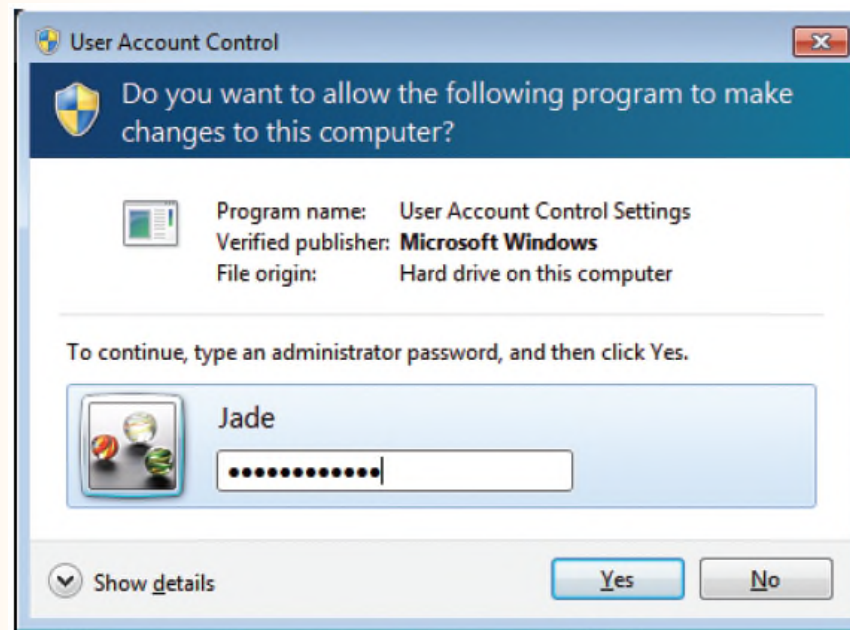 User Account Control
Do you want to allow the following program to make
changes to this computer?
Program name: User Account Control Settings
Verified publisher: Microsoft Windows
File origin: Hard drive on this computer
To continue, type an administrator password, and then click Yes.
Jade
••••••••••••
Show details
Yes
No